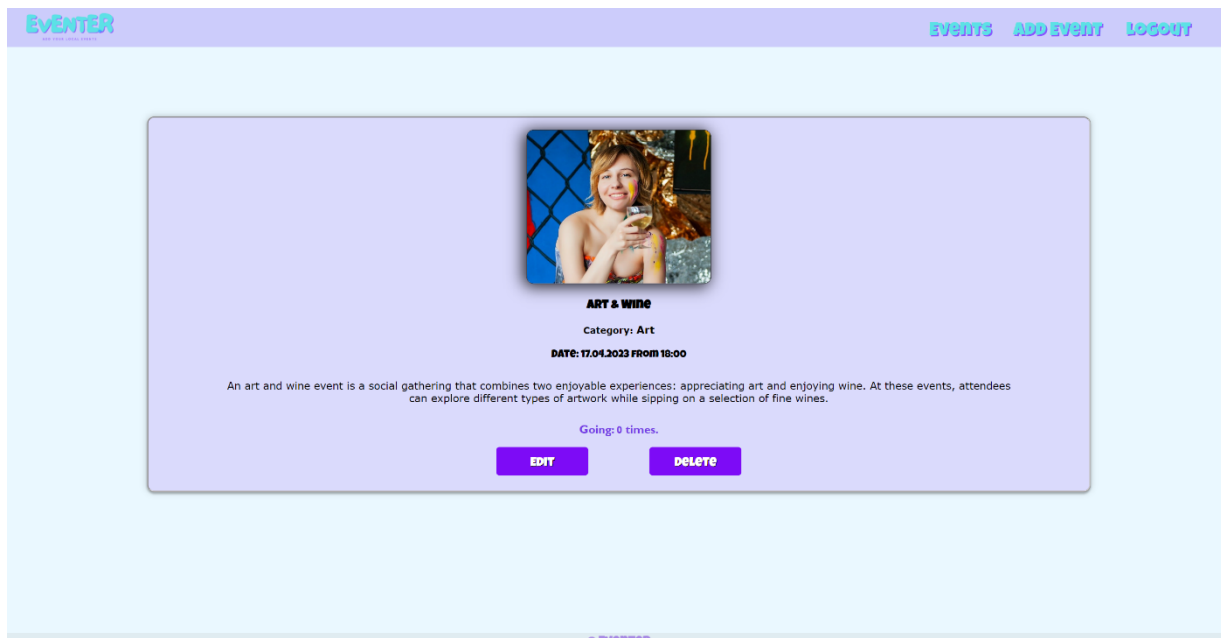 EVENTER
Events
Add Event
Logout
Art & Wine
Category: Art
Date: 17.04.2023 from 18:00
An art and wine event is a social gathering that combines two enjoyable experiences: appreciating art and enjoying wine. At these events, attendees
can explore different types of artwork while sipping on a selection of fine wines.
Going: 0 times.
Edit
Delete